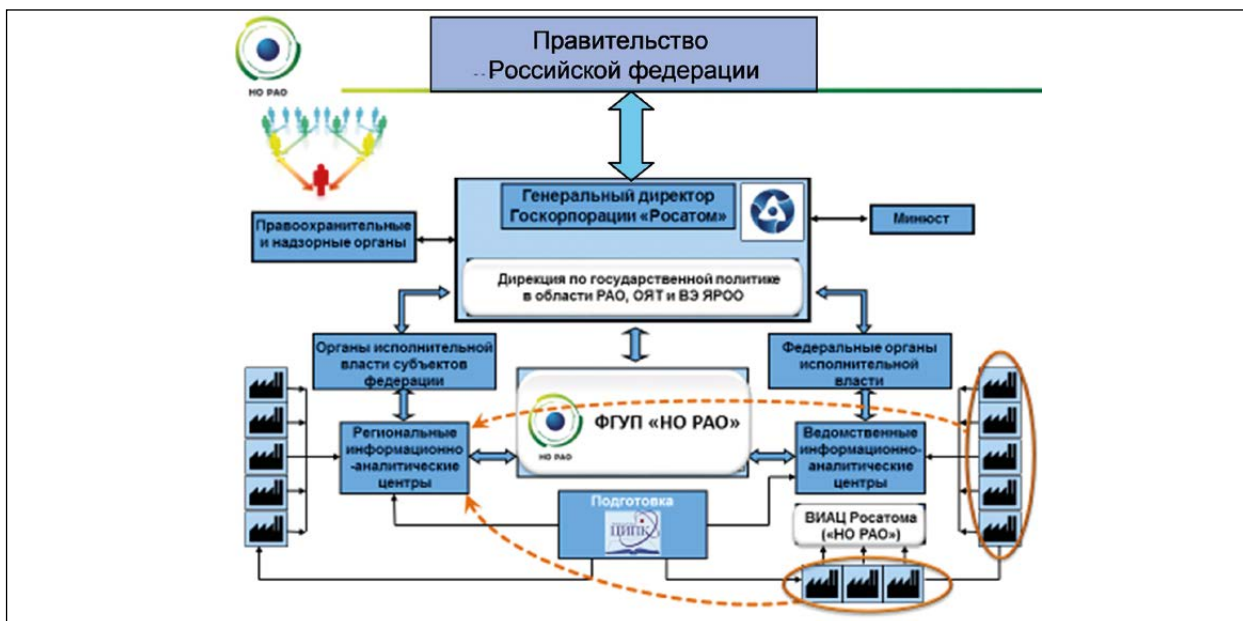 Правительство
Российской федерации
НО РАО
Генеральный директор
Госкорпорации «Росатом»
Правоохранительные
и надзорные органы
Минюст
Дирекция по государственной политике
в области РАО, ОЯТ и ВЭ ЯРОО
Органы исполнительной
власти субъектов
федерации
Федеральные органы
исполнительной
власти
ФГУП «НО РАО»
НО РАО
Региональные
информационно
-аналитические
центры
Ведомственные
информационно-
аналитические
центры
Подготовка
ЦИПК
ВИАЦ Росатома
(«НО РАО»)